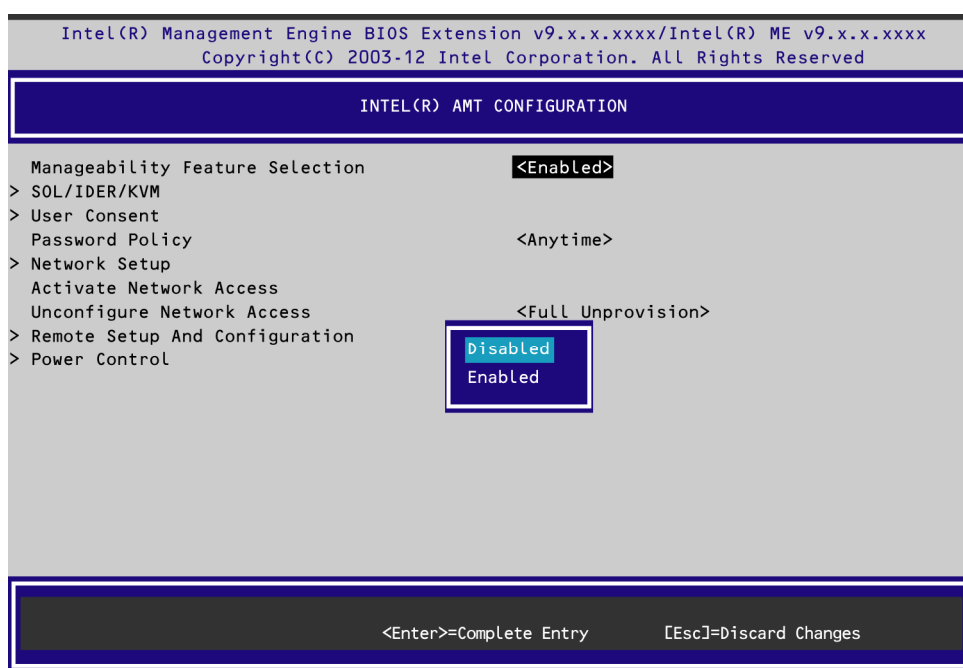 Intel(R) Management Engine BIOS Extension v9.x.x.xxxx/Intel(R) ME v9.x.x.xxxx
Copyright(C) 2003-12 Intel Corporation. All Rights Reserved
INTEL(R) AMT CONFIGURATION
Manageability Feature Selection <Enabled>
> SOL/IDER/KVM
> User Consent
Password Policy <Anytime>
> Network Setup
Activate Network Access
Unconfigure Network Access <Full Unprovision>
> Remote Setup And Configuration
> Power Control
Disabled
Enabled
<Enter>=Complete Entry [Esc]=Discard Changes